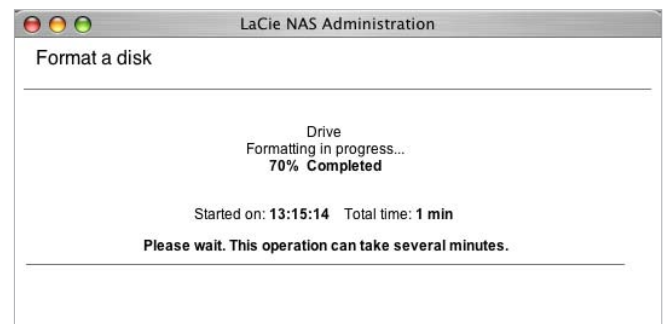 LaCie NAS Administration
Format a disk
Drive
Formatting in progress...
70% Completed
Started on: 13:15:14 Total time: 1 min
Please wait. This operation can take several minutes.